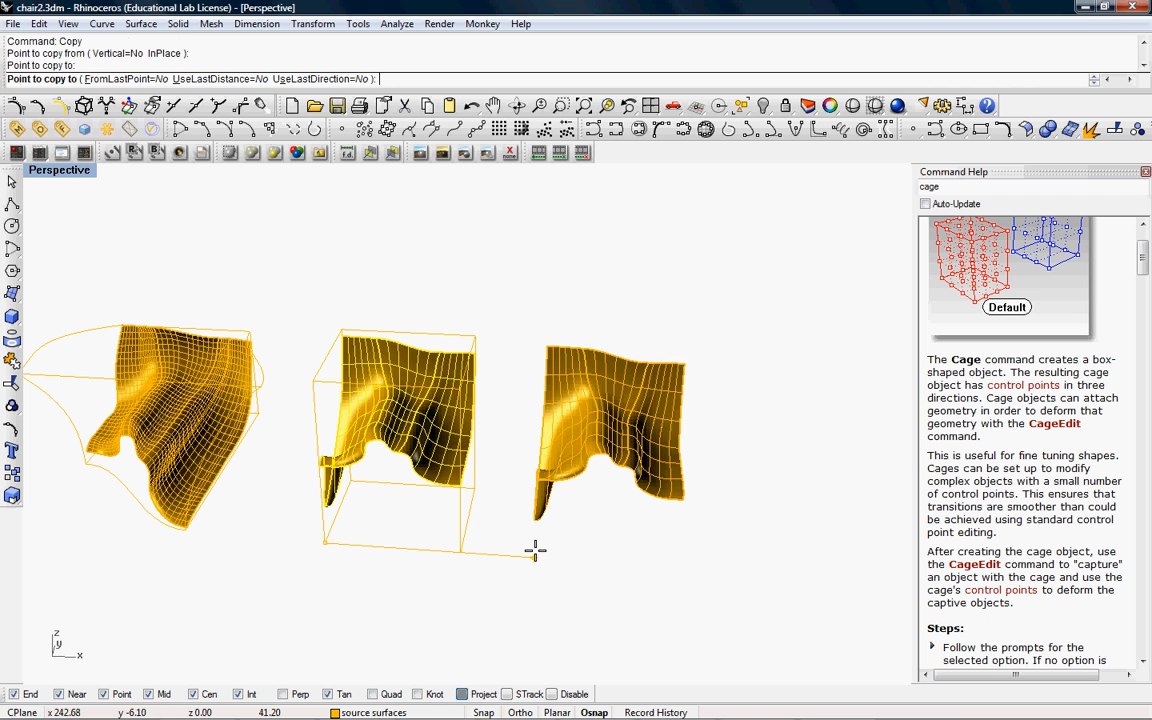 chair2.3dm - Rhinoceros (Educational Lab License) - [Perspective]
File Edit View Curve Surface Solid Mesh Dimension Transform Tools Analyze Render Monkey Help
Command: Copy
Point to copy from ( Vertical=No InPlace ):
Point to copy to:
Point to copy to ( FromLastPoint=No UseLastDistance=No UseLastDirection=No ):
Perspective
Command Help
cage
Auto-Update
Default
The Cage command creates a box-
shaped object. The resulting cage
object has control points in three
directions. Cage objects can attach
geometry in order to deform that
geometry with the CageEdit
command.
This is useful for fine tuning shapes.
Cages can be set up to modify
complex objects with a small number
of control points. This ensures that
transitions are smoother than could
be achieved using standard control
point editing.
After creating the cage object, use
the CageEdit command to "capture"
an object with the cage and use the
cage's control points to deform the
captive objects.
Steps:
Follow the prompts for the
selected option. If no option is
z
y
x
End Near Point Mid Cen Int Perp Tan Quad Knot Project STrack Disable
CPlane x 242.68 y -6.10 z 0.00 41.20 source surfaces Snap Ortho Planar Osnap Record History